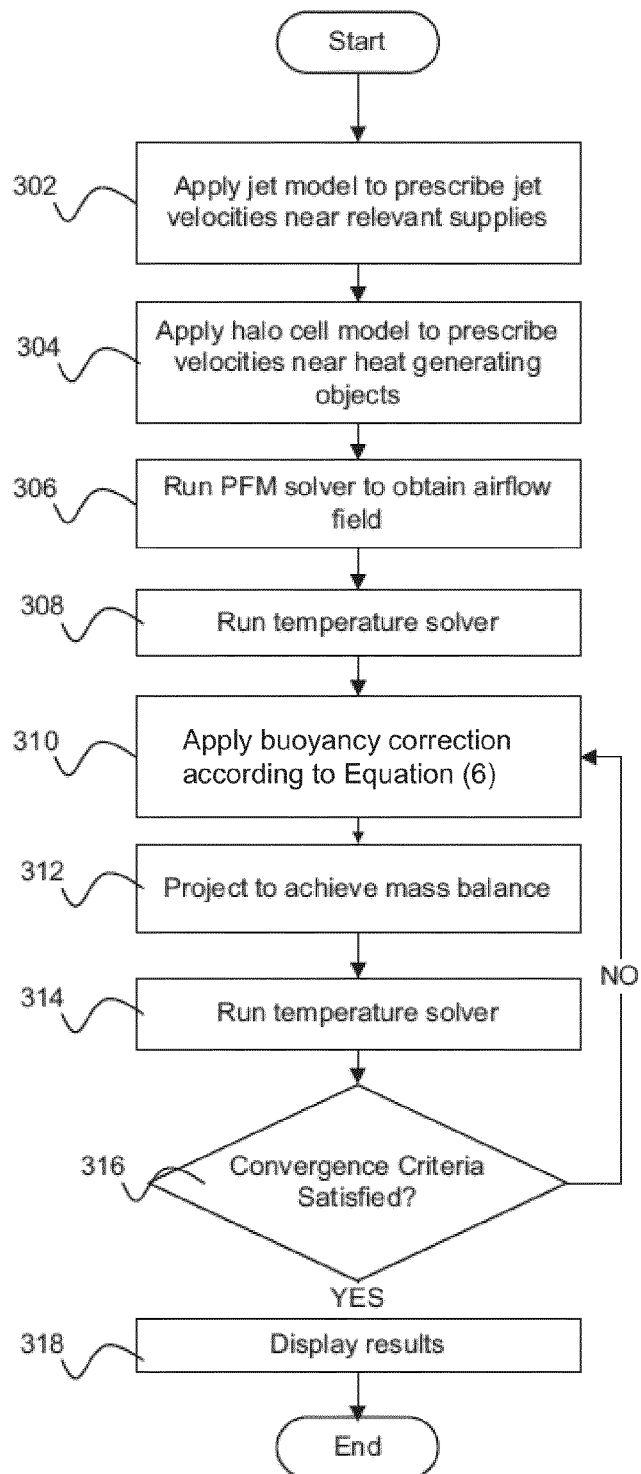 Start
302
Apply jet model to prescribe jet
velocities near relevant supplies
304
Apply halo cell model to prescribe
velocities near heat generating
objects
306
Run PFM solver to obtain airflow
field
308
Run temperature solver
310
Apply buoyancy correction
according to Equation (6)
312
Project to achieve mass balance
NO
314
Run temperature solver
316
Convergence Criteria
Satisfied?
YES
318
Display results
End